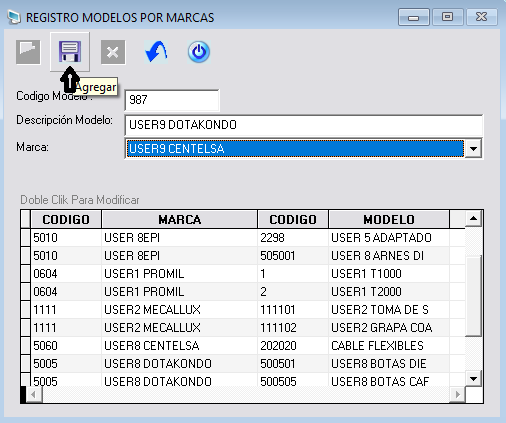 REGISTRO MODELOS POR MARCAS
Agregar
Codigo Modelo : 987
Descripción Modelo: USER9 DOTAKONDO
Marca: USER9 CENTELSA
Doble Clik Para Modificar
CODIGO MARCA CODIGO MODELO
5010 USER 8EPI 2298 USER 5 ADAPTADO
5010 USER 8EPI 505001 USER 8 ARNES DI
0604 USER1 PROMIL 1 USER1 T1000
0604 USER1 PROMIL 2 USER1 T2000
1111 USER2 MECALLUX 111101 USER2 TOMA DE S
1111 USER2 MECALLUX 111102 USER2 GRAPA COA
5060 USER8 CENTELSA 202020 CABLE FLEXIBLES
5005 USER8 DOTAKONDO 500501 USER8 BOTAS DIE
5005 USER8 DOTAKONDO 500505 USER8 BOTAS CAF